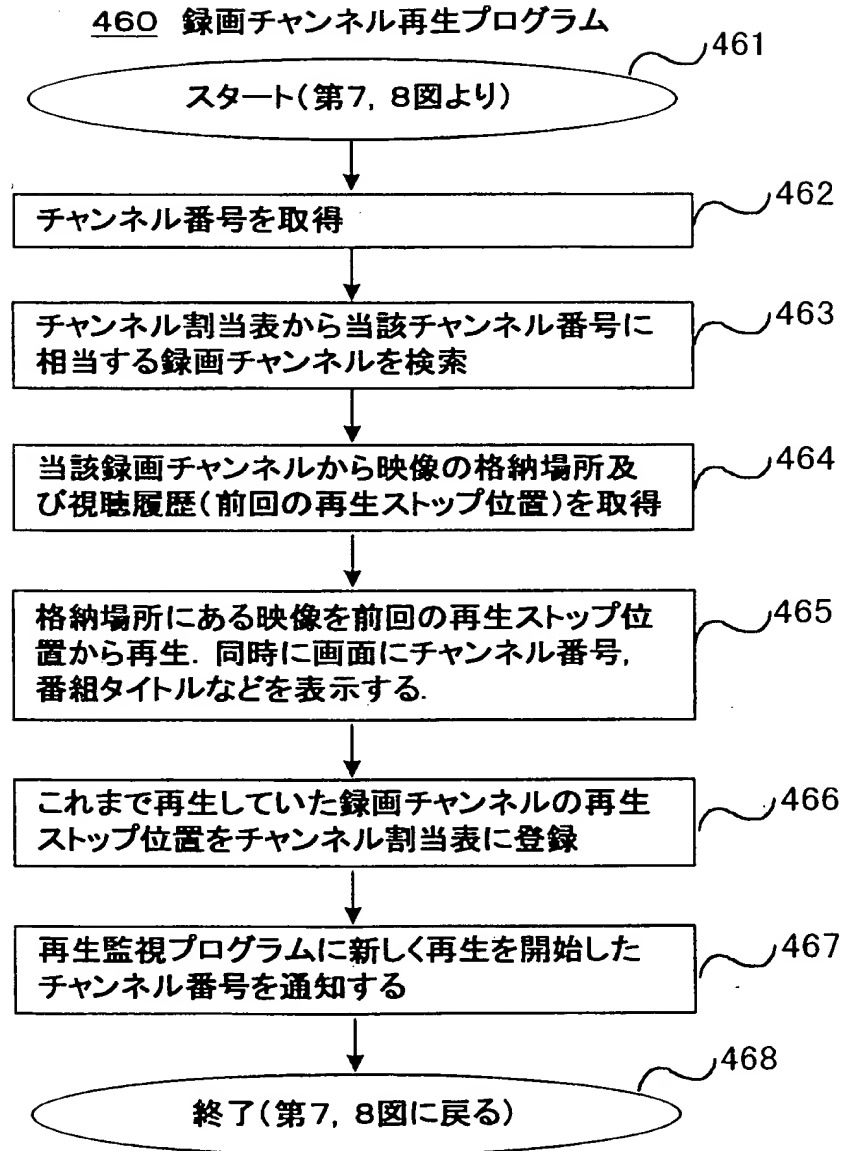 460 録画チャンネル再生プログラム
461
スタート(第7, 8図より)
462
チャンネル番号を取得
463
チャンネル割当表から当該チャンネル番号に
相当する録画チャンネルを検索
464
当該録画チャンネルから映像の格納場所及
び視聴履歴(前回の再生ストップ位置)を取得
465
格納場所にある映像を前回の再生ストップ位
置から再生. 同時に画面にチャンネル番号,
番組タイトルなどを表示する.
466
これまで再生していた録画チャンネルの再生
ストップ位置をチャンネル割当表に登録
467
再生監視プログラムに新しく再生を開始した
チャンネル番号を通知する
468
終了(第7, 8図に戻る)